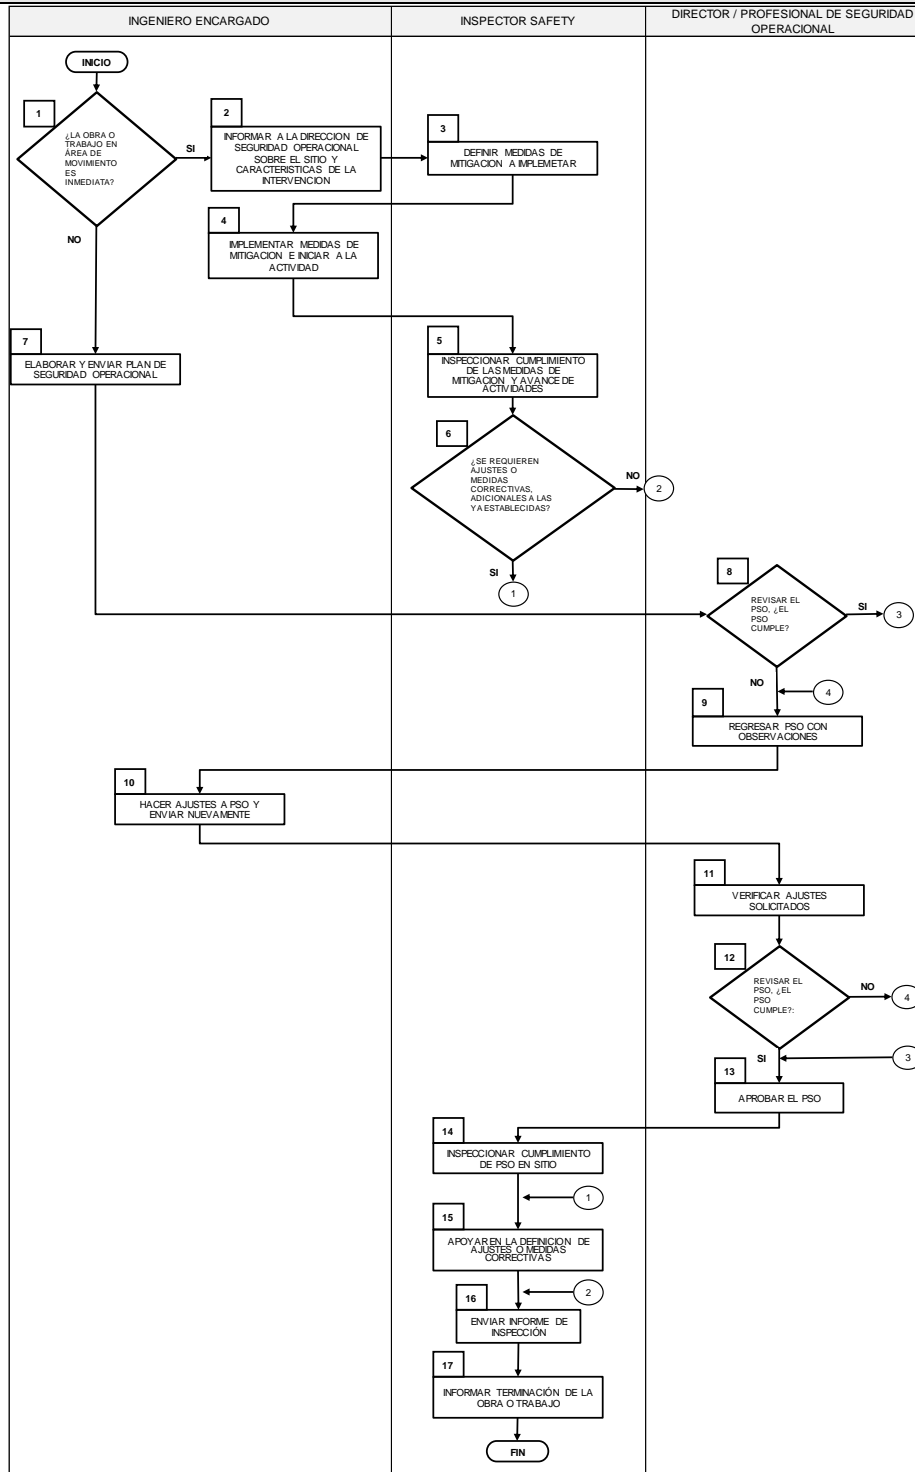 INGENIERO ENCARGADO
INSPECTOR SAFETY
DIRECTOR / PROFESIONAL DE SEGURIDAD
OPERACIONAL
INICIO
1
¿LA OBRA O
TRABAJO EN
ÁREA DE
MOVIMIENTO
ES
INMEDIATA?
SI
NO
2
INFORMAR A LA DIRECCION DE
SEGURIDAD OPERACIONAL
SOBRE EL SITIO Y
CARACTERISTICAS DE LA
INTERVENCION
3
DEFINIR MEDIDAS DE
MITIGACION A IMPLEMETAR
4
IMPLEMENTAR MEDIDAS DE
MITIGACION E INICIAR A LA
ACTIVIDAD
7
ELABORAR Y ENVIAR PLAN DE
SEGURIDAD OPERACIONAL
5
INSPECCIONAR CUMPLIMIENTO
DE LAS MEDIDAS DE
MITIGACION Y AVANCE DE
ACTIVIDADES
6
¿SE REQUIEREN
AJUSTES O
MEDIDAS
CORRECTIVAS,
ADICIONALES A LAS
YA ESTABLECIDAS?
NO
2
SI
1
8
REVISAR EL
PSO, ¿EL
PSO
CUMPLE?
SI
3
NO
4
9
REGRESAR PSO CON
OBSERVACIONES
10
HACER AJUSTES A PSO Y
ENVIAR NUEVAMENTE
11
VERIFICAR AJUSTES
SOLICITADOS
12
REVISAR EL
PSO, ¿EL
PSO
CUMPLE?:
NO
4
SI
3
13
APROBAR EL PSO
14
INSPECCIONAR CUMPLIMIENTO
DE PSO EN SITIO
1
15
APOYAR EN LA DEFINICION DE
AJUSTES O MEDIDAS
CORRECTIVAS
2
16
ENVIAR INFORME DE
INSPECCIÓN
17
INFORMAR TERMINACIÓN DE LA
OBRA O TRABAJO
FIN